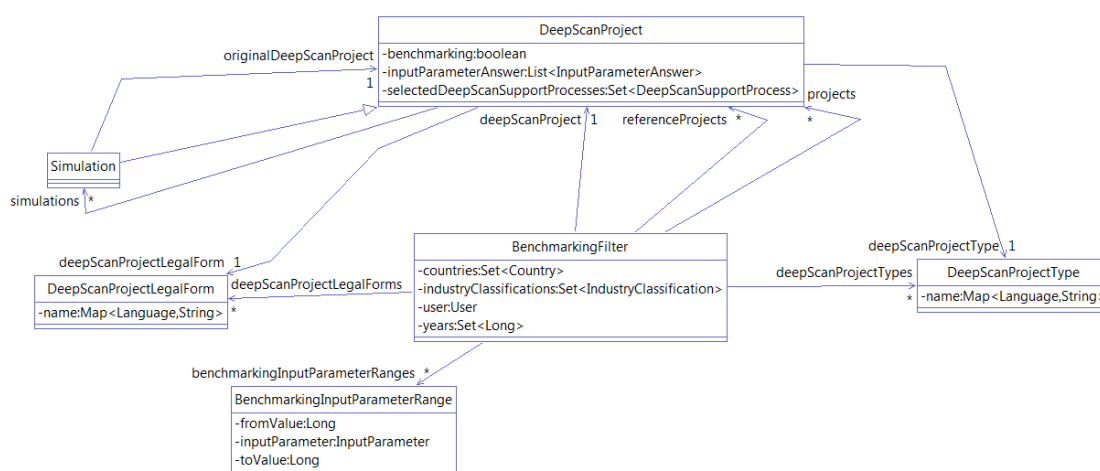 DeepScanProject
-benchmarking:boolean
-inputParameterAnswer:List<InputParameterAnswer>
-selectedDeepScanSupportProcesses:Set<DeepScanSupportProcess>
originalDeepScanProject
1
deepScanProject 1
referenceProjects *
projects
*
Simulation
simulations *
deepScanProjectLegalForm 1
DeepScanProjectLegalForm
-name:Map<Language,String>
deepScanProjectLegalForms
*
BenchmarkingFilter
-countries:Set<Country>
-industryClassifications:Set<IndustryClassification>
-user:User
-years:Set<Long>
deepScanProjectType 1
deepScanProjectTypes
*
DeepScanProjectType
-name:Map<Language,String>
benchmarkingInputParameterRanges *
BenchmarkingInputParameterRange
-fromValue:Long
-inputParameter:InputParameter
-toValue:Long